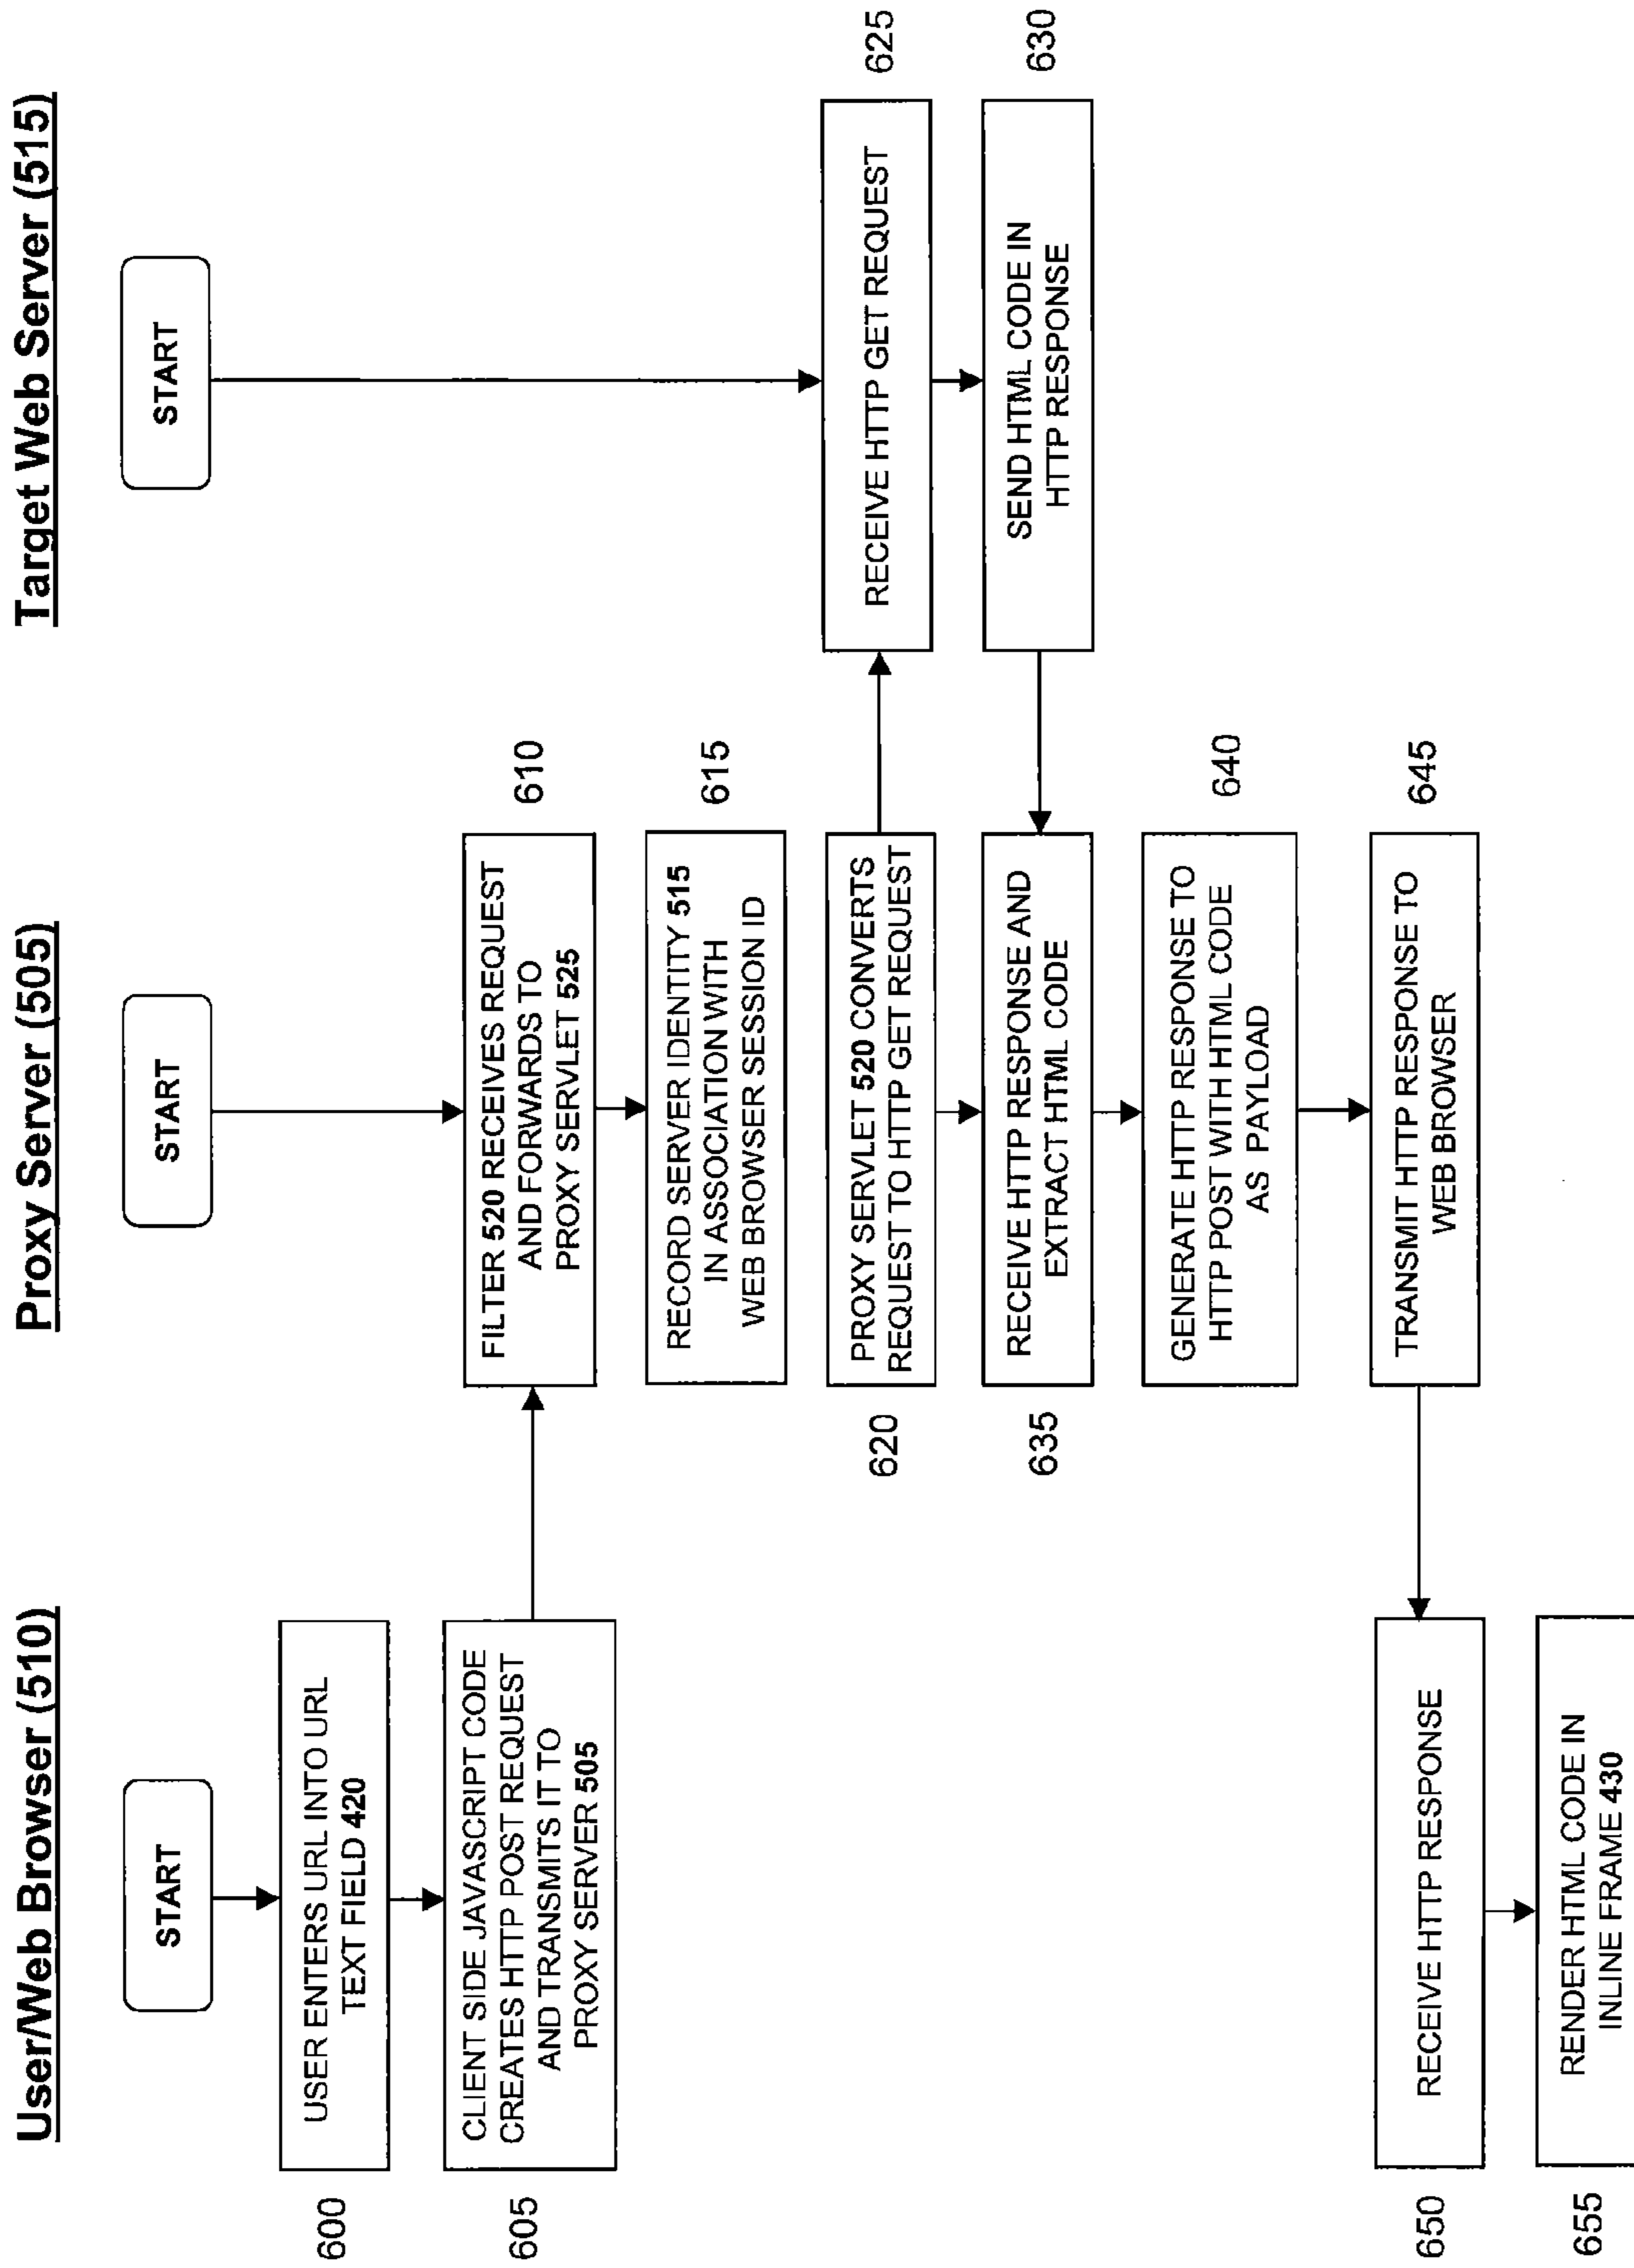 User/Web Browser (510)
START
600
USER ENTERS URL INTO URL
TEXT FIELD 420
605
CLIENT SIDE JAVASCRIPT CODE
CREATES HTTP POST REQUEST
AND TRANSMITS IT TO
PROXY SERVER 505
650
RECEIVE HTTP RESPONSE
655
RENDER HTML CODE IN
INLINE FRAME 430
Proxy Server (505)
START
FILTER 520 RECEIVES REQUEST
AND FORWARDS TO
PROXY SERVLET 525
610
RECORD SERVER IDENTITY 515
IN ASSOCIATION WITH
WEB BROWSER SESSION ID
615
620
PROXY SERVLET 520 CONVERTS
REQUEST TO HTTP GET REQUEST
635
RECEIVE HTTP RESPONSE AND
EXTRACT HTML CODE
GENERATE HTTP RESPONSE TO
HTTP POST WITH HTML CODE
AS PAYLOAD
640
TRANSMIT HTTP RESPONSE TO
WEB BROWSER
645
Target Web Server (515)
START
RECEIVE HTTP GET REQUEST
625
SEND HTML CODE IN
HTTP RESPONSE
630